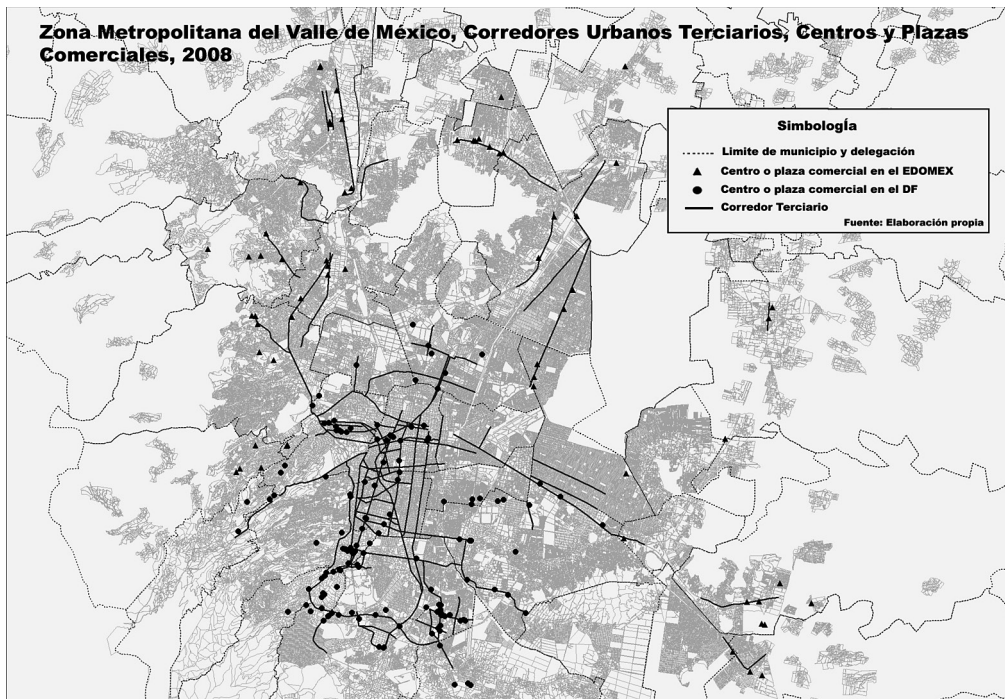 Zona Metropolitana del Valle de México, Corredores Urbanos Terciarios, Centros y Plazas
Comerciales, 2008
Simbología
Limite de municipio y delegación
Centro o plaza comercial en el EDOMEX
Centro o plaza comercial en el DF
Corredor Terciario
Fuente: Elaboración propia